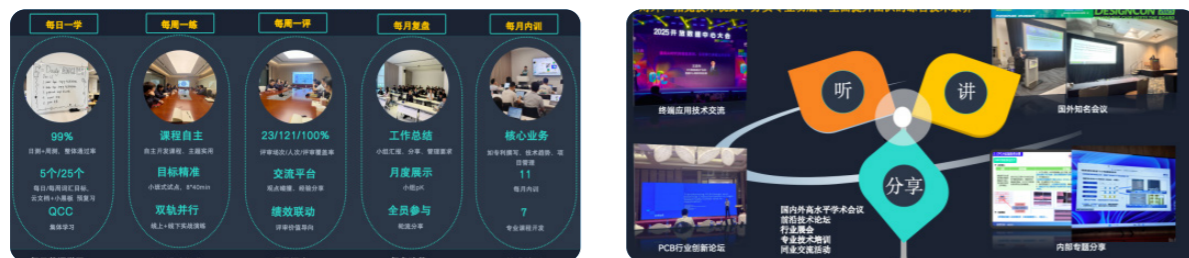 每日一学
每周一练
每周一评
每月复盘
每月内训
99%
日测+周测，整体通过率
5个/25个
每日/每周词汇目标，
云文档+小黑板 预复习
QCC
集体学习
课程自主
自主开发课程、主题实用
目标精准
小班式试点，8*40min
双轨并行
线上+线下实战演练
23/121/100%
评审场次/人次/评审覆盖率
交流平台
观点碰撞、经验分享
绩效联动
评审价值导向
工作总结
小组汇报、分享、管理要求
月度展示
小组pK
全员参与
轮流分享
核心业务
如专利撰写、技术趋势、项
目管理
11
每月内训
7
专业课程开发
DESIGNCON
2025开放数据中心大会
终端应用技术交流
听
讲
分享
国外知名会议
PCB行业创新论坛
国内外高水平学术会议
前沿技术论坛
行业展会
专业技术培训
同业交流活动
内部专题分享